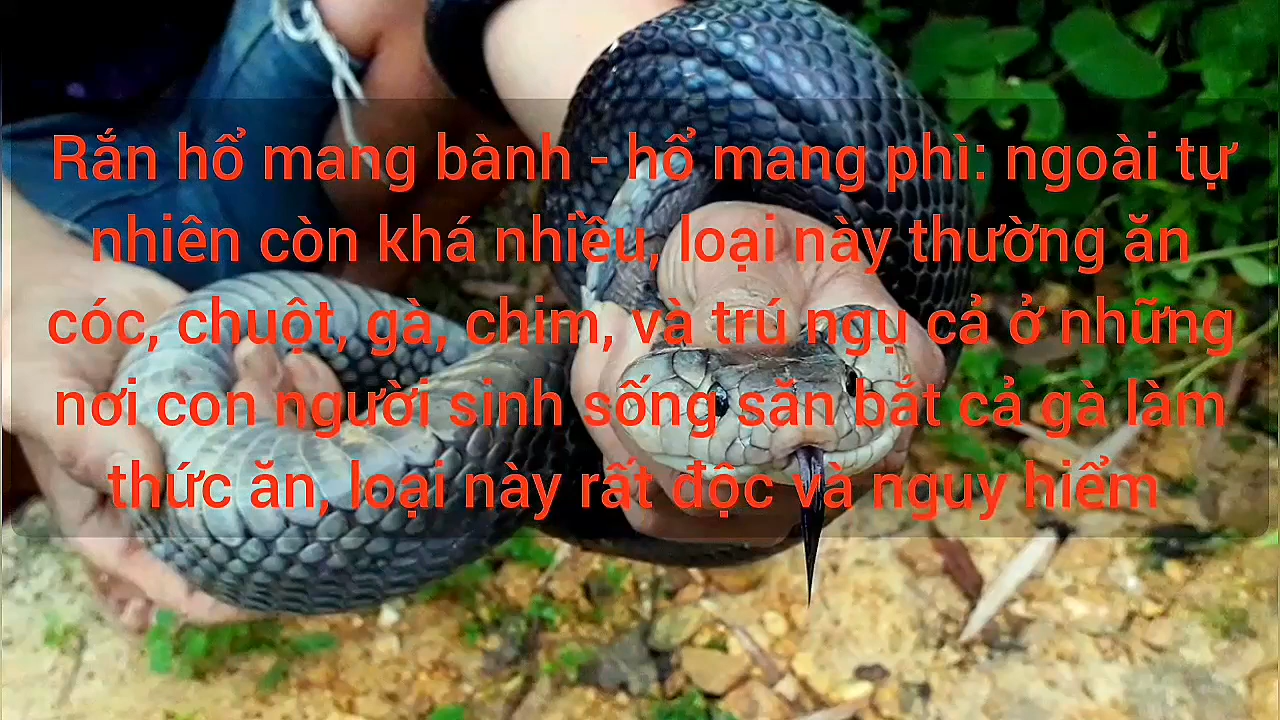 Rắn hổ mang bành - hổ mang phì: ngoài tự
nhiên còn khá nhiều, loại này thường ăn
cóc, chuột, gà, chim, và trú ngụ cả ở những
nơi con người sinh sống săn bắt cả gà làm
thức ăn, loại này rất độc và nguy hiểm